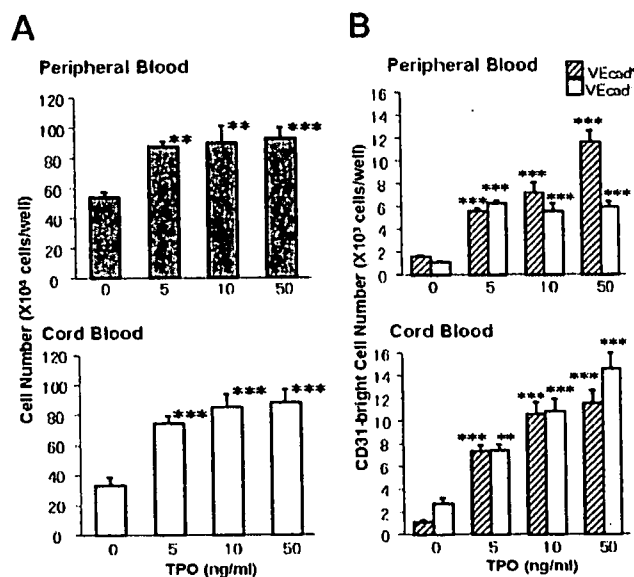 A
Peripheral Blood
120
100
80
60
40
20
0
** ** ***
0 5 10 50
Cell Number (X10⁴ cells/well)
Cord Blood
120
100
80
60
40
20
0
*** *** ***
0 5 10 50
TPO (ng/ml)
B
VEcad⁺
VEcad
Peripheral Blood
16
14
12
10
8
6
4
2
0
*** *** *** *** *** ***
0 5 10 50
CD31-bright Cell Number (X10³ cells/well)
Cord Blood
16
14
12
10
8
6
4
2
0
*** ** *** *** *** ***
0 5 10 50
TPO (ng/ml)